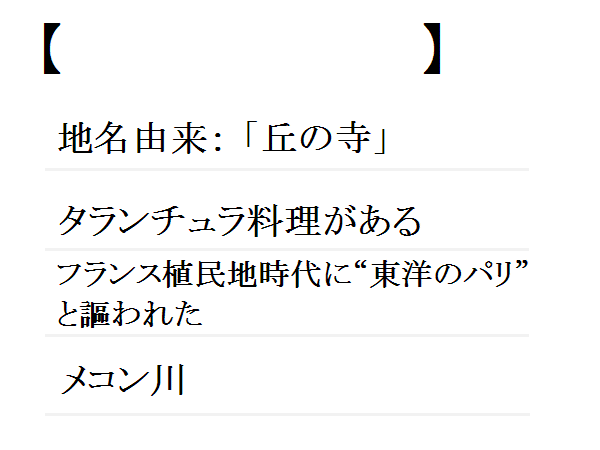 【　　　　　　　　】
地名由来：「丘の寺」
タランチュラ料理がある
フランス植民地時代に“東洋のパリ”
と謳われた
メコン川